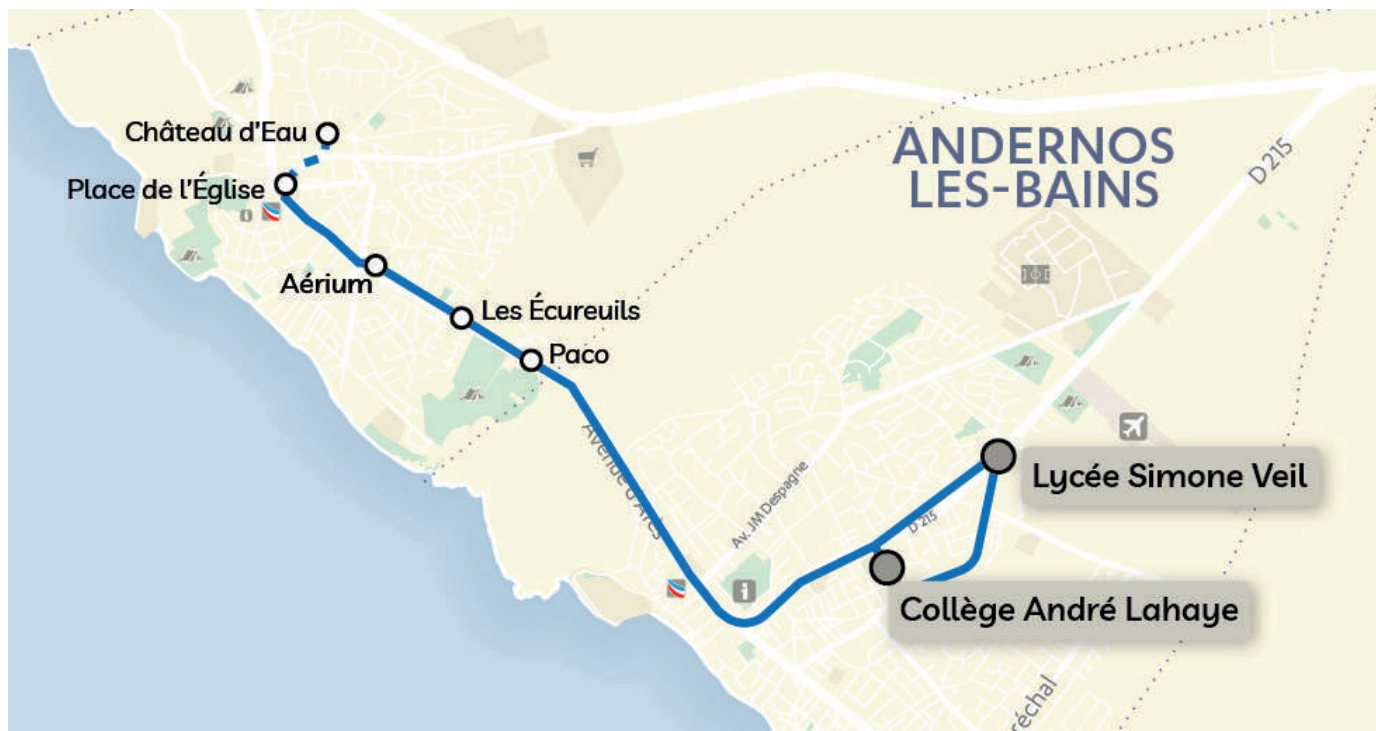 Château d'Eau
Place de l'Église
Aérium
Les Écureuils
Paco
ANDERNOS
LES-BAINS
D 215
Avenue d'Arès
Av. JM Despagne
D 215
Lycée Simone Veil
Collège André Lahaye
réchal